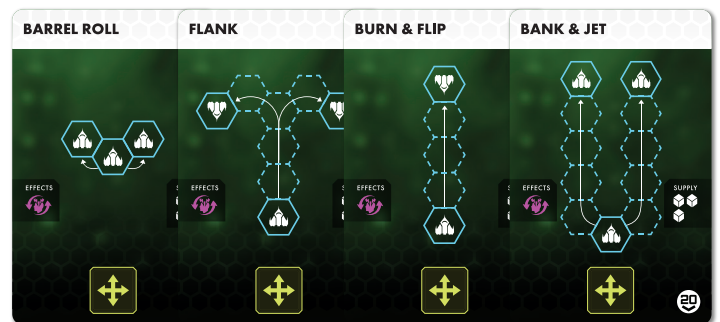 BARREL ROLL
FLANK
BURN & FLIP
BANK & JET
EFFECTS
S
EFFECTS
EFFECTS
EFFECTS
SUPPLY
20